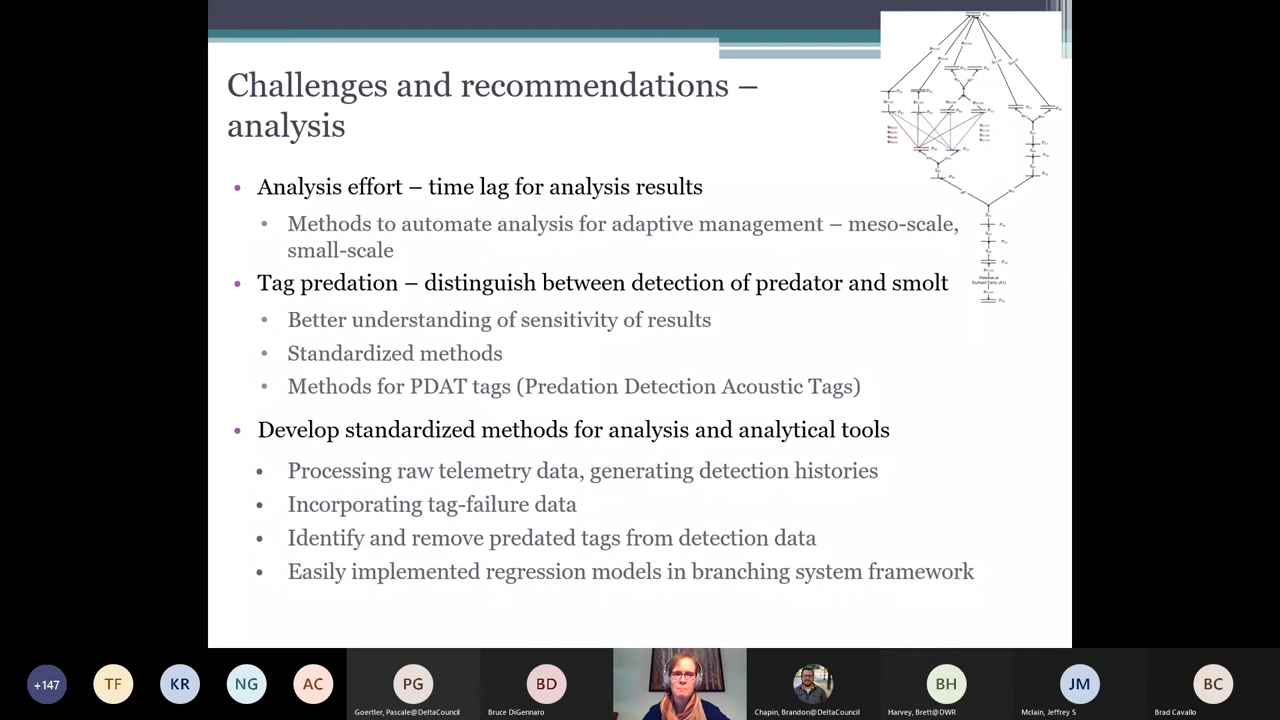 Challenges and recommendations –
analysis
• Analysis effort – time lag for analysis results
• Methods to automate analysis for adaptive management – meso-scale,
small-scale
• Tag predation – distinguish between detection of predator and smolt
• Better understanding of sensitivity of results
• Standardized methods
• Methods for PDAT tags (Predation Detection Acoustic Tags)
• Develop standardized methods for analysis and analytical tools
• Processing raw telemetry data, generating detection histories
• Incorporating tag-failure data
• Identify and remove predated tags from detection data
• Easily implemented regression models in branching system framework
Release at
Durham Ferry (A1)
+147
TF
KR
NG
AC
PG
BD
BH
JM
BC
Goertler, Pascale@DeltaCouncil
Bruce DiGennaro
Chapin, Brandon@DeltaCouncil
Harvey, Brett@DWR
Mclain, Jeffrey S
Brad Cavallo